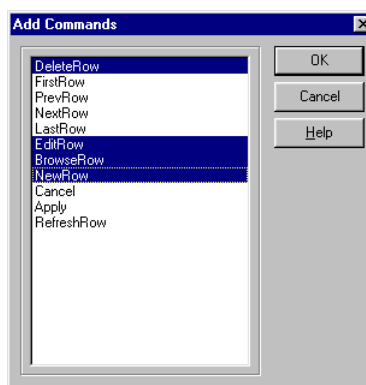 Add Commands
DeleteRow
FirstRow
PrevRow
NextRow
LastRow
EditRow
BrowseRow
NewRow
Cancel
Apply
RefreshRow
OK
Cancel
Help